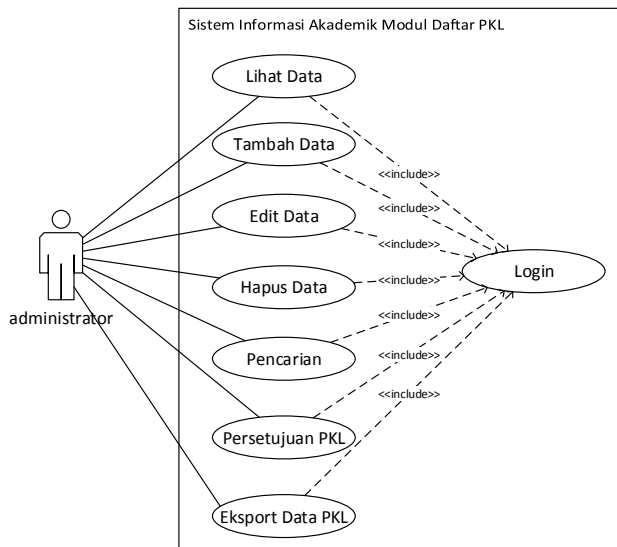 Sistem Informasi Akademik Modul Daftar PKL
Lihat Data
Tambah Data
<<include>>
<<include>>
Edit Data
<<include>>
Login
Hapus Data
<<include>>
administrator
<<include>>
Pencarian
<<include>>
<<include>>
Persetujuan PKL
Eksport Data PKL